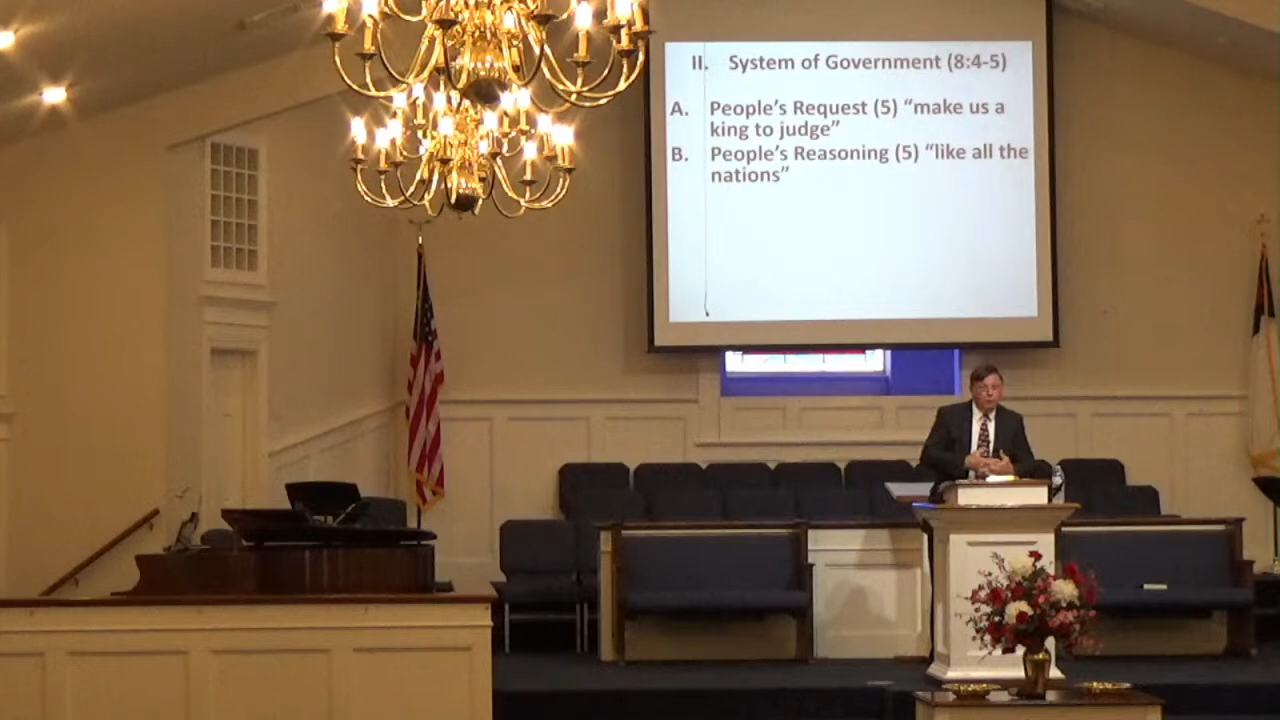 II. System of Government (8:4-5)
A. People's Request (5) “make us a
king to judge”
B. People's Reasoning (5) “like all the
nations”